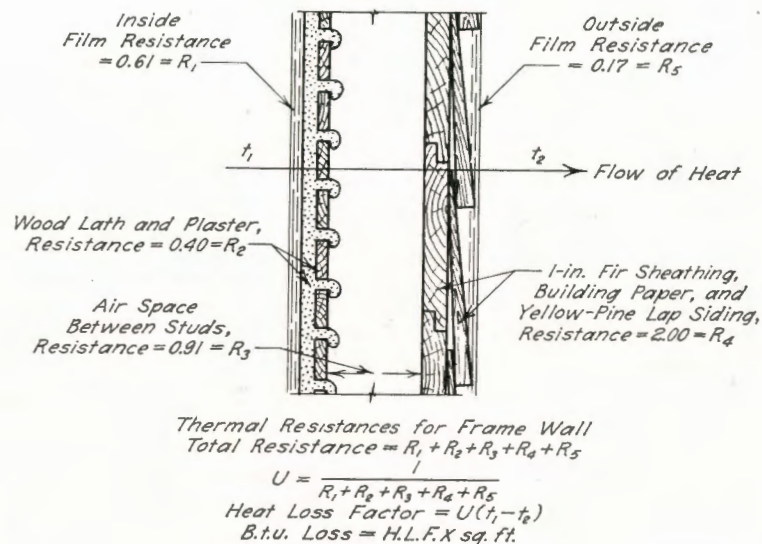 Inside
Film Resistance
=0.61=R₁
Outside
Film Resistance
= 0.17 = R₅
t₁
t₂
Flow of Heat
Wood Lath and Plaster,
Resistance=0.40=R₂
Air Space
Between Studs,
Resistance=0.91 = R₃
1-in. Fir Sheathing,
Building Paper, and
Yellow-Pine Lap Siding,
Resistance=2.00=R₄
Thermal Resistances for Frame Wall
Total Resistance = R₁ + R₂ + R₃ + R₄ + R₅
U = 1 / (R₁+R₂+R₃+R₄+R₅)
Heat Loss Factor = U(t₁-t₂)
B.t.u. Loss = H.L.F. x sq. ft.